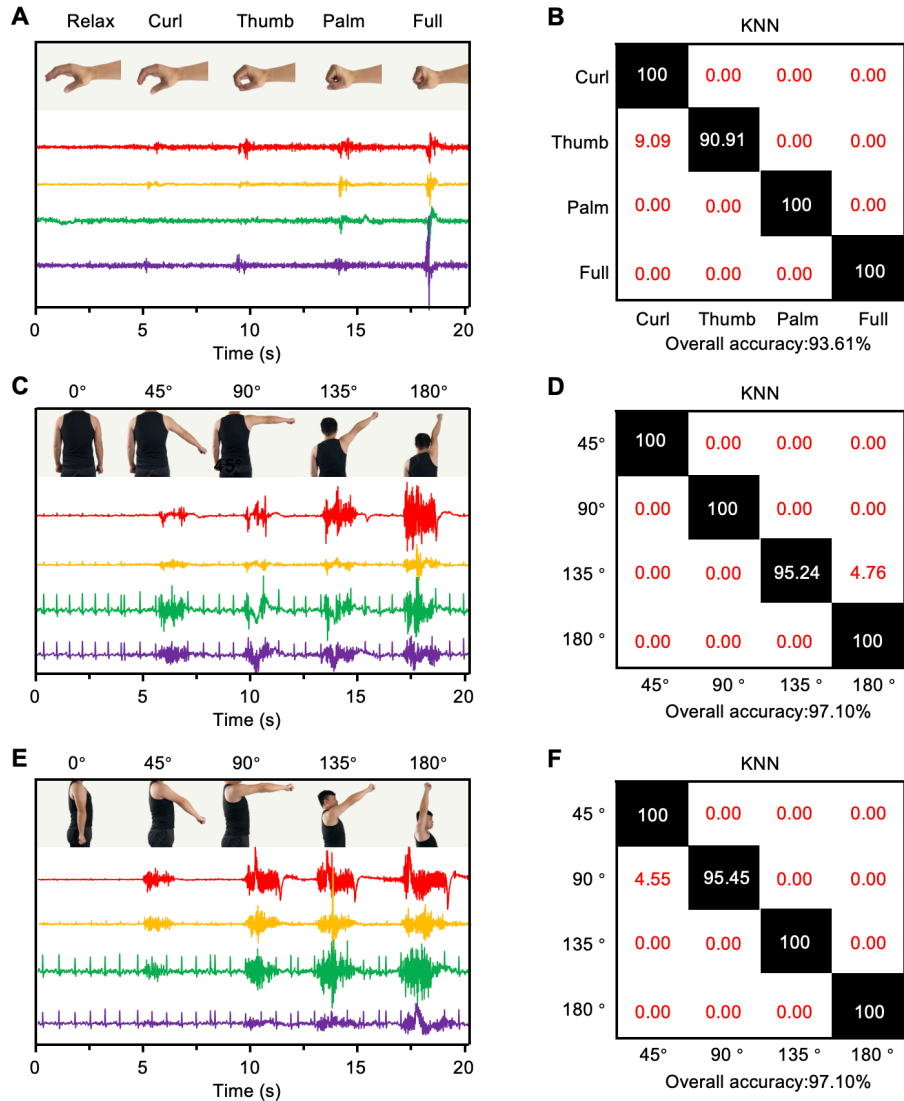 A
Relax Curl Thumb Palm Full
0 5 10 15 20
Time (s)
B
KNN
Curl 100 0.00 0.00 0.00
Thumb 9.09 90.91 0.00 0.00
Palm 0.00 0.00 100 0.00
Full 0.00 0.00 0.00 100
Curl Thumb Palm Full
Overall accuracy:93.61%
C
0° 45° 90° 135° 180°
45°
0 5 10 15 20
Time (s)
D
KNN
45° 100 0.00 0.00 0.00
90° 0.00 100 0.00 0.00
135 ° 0.00 0.00 95.24 4.76
180 ° 0.00 0.00 0.00 100
45° 90 ° 135 ° 180 °
Overall accuracy:97.10%
E
0° 45° 90° 135° 180°
0 5 10 15 20
Time (s)
F
KNN
45 ° 100 0.00 0.00 0.00
90 ° 4.55 95.45 0.00 0.00
135 ° 0.00 0.00 100 0.00
180 ° 0.00 0.00 0.00 100
45° 90 ° 135 ° 180 °
Overall accuracy:97.10%